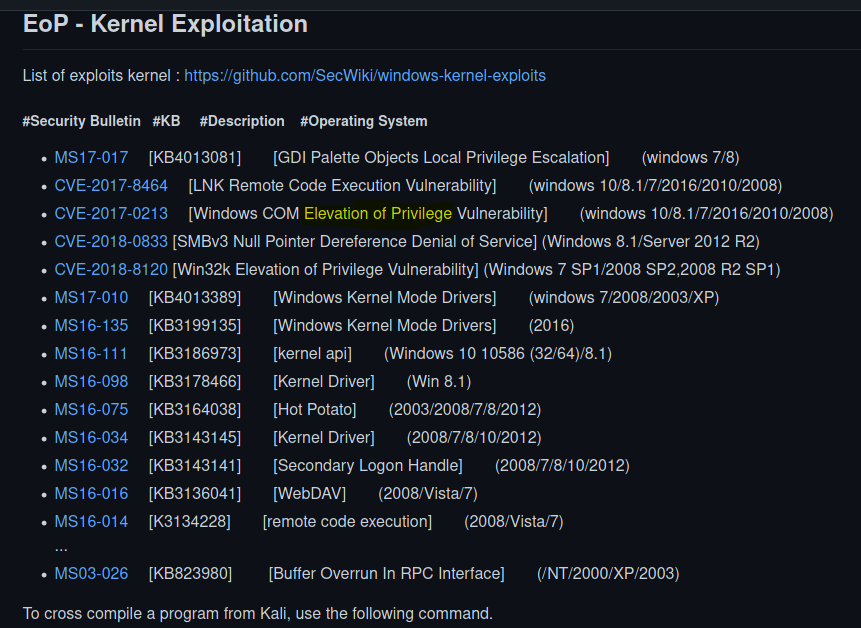 EoP - Kernel Exploitation
List of exploits kernel : https://github.com/SecWiki/windows-kernel-exploits
#Security Bulletin #KB #Description #Operating System
• MS17-017 [KB4013081] [GDI Palette Objects Local Privilege Escalation] (windows 7/8)
• CVE-2017-8464 [LNK Remote Code Execution Vulnerability] (windows 10/8.1/7/2016/2010/2008)
• CVE-2017-0213 [Windows COM Elevation of Privilege Vulnerability] (windows 10/8.1/7/2016/2010/2008)
• CVE-2018-0833 [SMBv3 Null Pointer Dereference Denial of Service] (Windows 8.1/Server 2012 R2)
• CVE-2018-8120 [Win32k Elevation of Privilege Vulnerability] (Windows 7 SP1/2008 SP2,2008 R2 SP1)
• MS17-010 [KB4013389] [Windows Kernel Mode Drivers] (windows 7/2008/2003/XP)
• MS16-135 [KB3199135] [Windows Kernel Mode Drivers] (2016)
• MS16-111 [KB3186973] [kernel api] (Windows 10 10586 (32/64)/8.1)
• MS16-098 [KB3178466] [Kernel Driver] (Win 8.1)
• MS16-075 [KB3164038] [Hot Potato] (2003/2008/7/8/2012)
• MS16-034 [KB3143145] [Kernel Driver] (2008/7/8/10/2012)
• MS16-032 [KB3143141] [Secondary Logon Handle] (2008/7/8/10/2012)
• MS16-016 [KB3136041] [WebDAV] (2008/Vista/7)
• MS16-014 [K3134228] [remote code execution] (2008/Vista/7)
...
• MS03-026 [KB823980] [Buffer Overrun In RPC Interface] (/NT/2000/XP/2003)
To cross compile a program from Kali, use the following command.